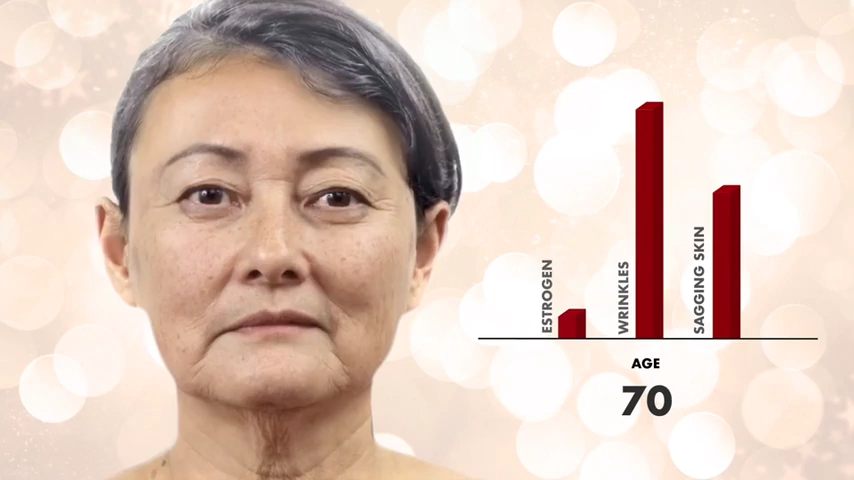 ESTROGEN
WRINKLES
SAGGING SKIN
AGE
70